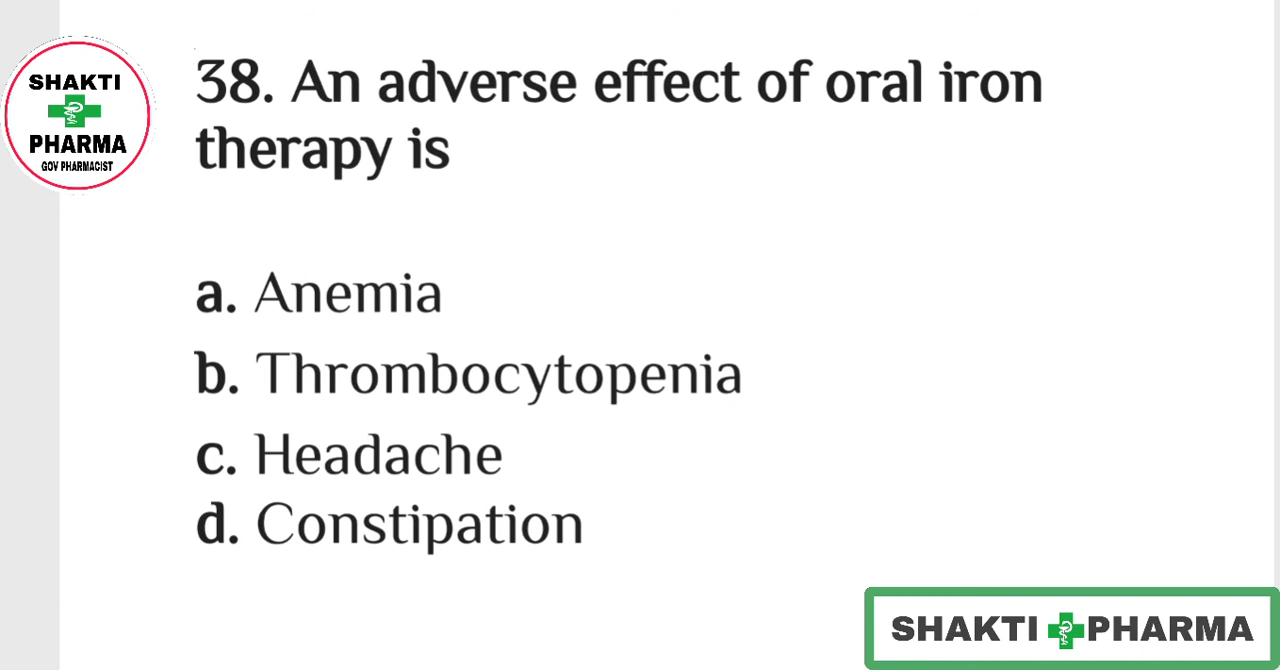 SHAKTI
PHARMA
GOV PHARMACIST
38. An adverse effect of oral iron
therapy is
a. Anemia
b. Thrombocytopenia
c. Headache
d. Constipation
SHAKTI PHARMA